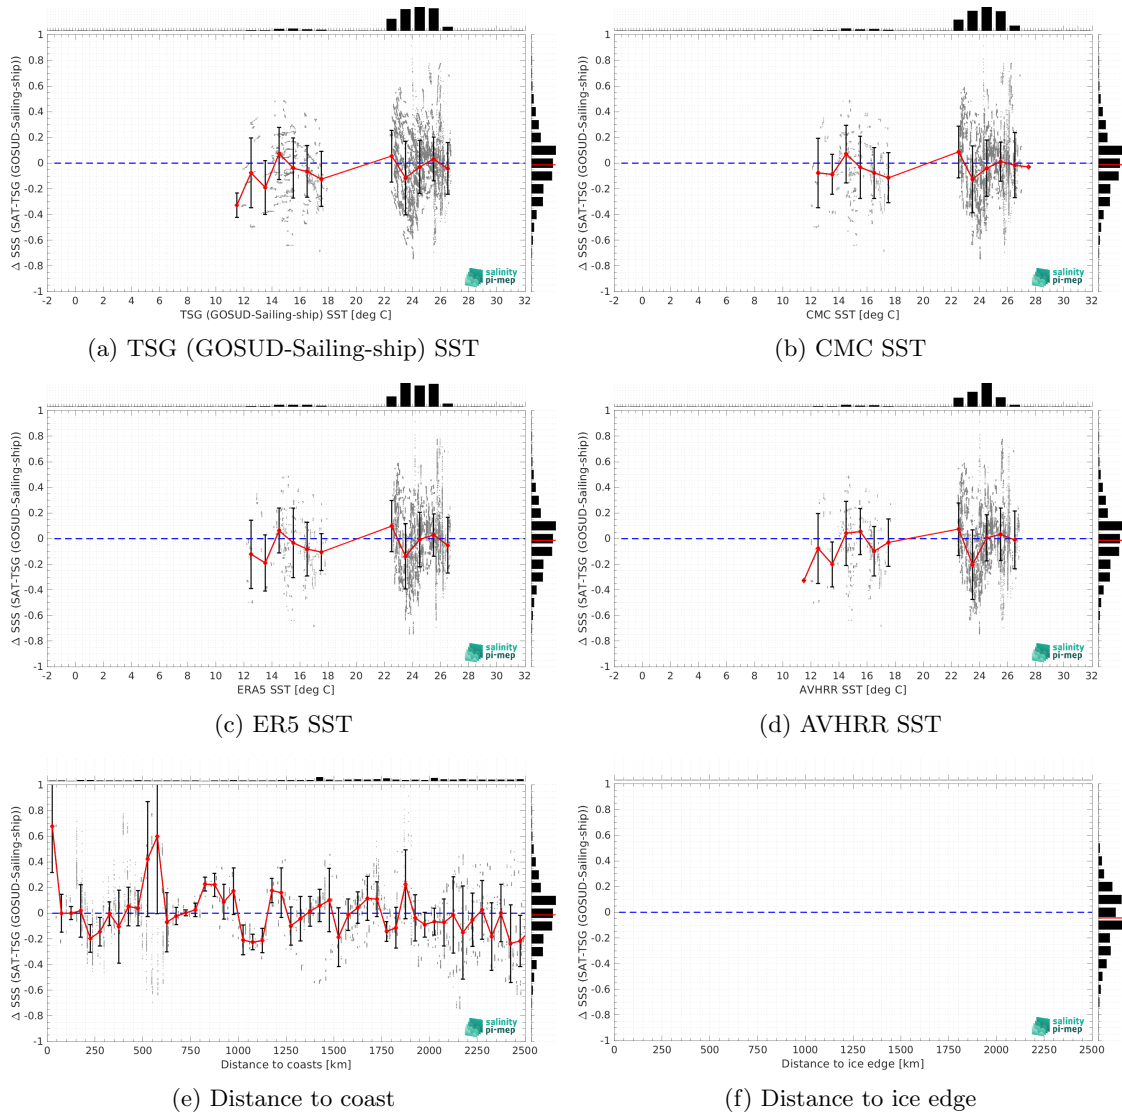 1
0.8
0.6
0.4
0.2
0
-0.2
-0.4
-0.6
-0.8
-1
Δ SSS (SAT-TSG (GOSUD-Sailing-ship))
salinity
pi-mep
-2 0 2 4 6 8 10 12 14 16 18 20 22 24 26 28 30 32
TSG (GOSUD-Sailing-ship) SST [deg C]
(a) TSG (GOSUD-Sailing-ship) SST
1
0.8
0.6
0.4
0.2
0
-0.2
-0.4
-0.6
-0.8
-1
Δ SSS (SAT-TSG (GOSUD-Sailing-ship))
salinity
pi-mep
-2 0 2 4 6 8 10 12 14 16 18 20 22 24 26 28 30 32
CMC SST [deg C]
(b) CMC SST
1
0.8
0.6
0.4
0.2
0
-0.2
-0.4
-0.6
-0.8
-1
Δ SSS (SAT-TSG (GOSUD-Sailing-ship))
salinity
pi-mep
-2 0 2 4 6 8 10 12 14 16 18 20 22 24 26 28 30 32
ERA5 SST [deg C]
(c) ER5 SST
1
0.8
0.6
0.4
0.2
0
-0.2
-0.4
-0.6
-0.8
-1
Δ SSS (SAT-TSG (GOSUD-Sailing-ship))
salinity
pi-mep
-2 0 2 4 6 8 10 12 14 16 18 20 22 24 26 28 30 32
AVHRR SST [deg C]
(d) AVHRR SST
1
0.8
0.6
0.4
0.2
0
-0.2
-0.4
-0.6
-0.8
-1
Δ SSS (SAT-TSG (GOSUD-Sailing-ship))
salinity
pi-mep
0 250 500 750 1000 1250 1500 1750 2000 2250 2500
Distance to coasts [km]
(e) Distance to coast
1
0.8
0.6
0.4
0.2
0
-0.2
-0.4
-0.6
-0.8
-1
Δ SSS (SAT-TSG (GOSUD-Sailing-ship))
salinity
pi-mep
0 250 500 750 1000 1250 1500 1750 2000 2250 2500
Distance to ice edge [km]
(f) Distance to ice edge